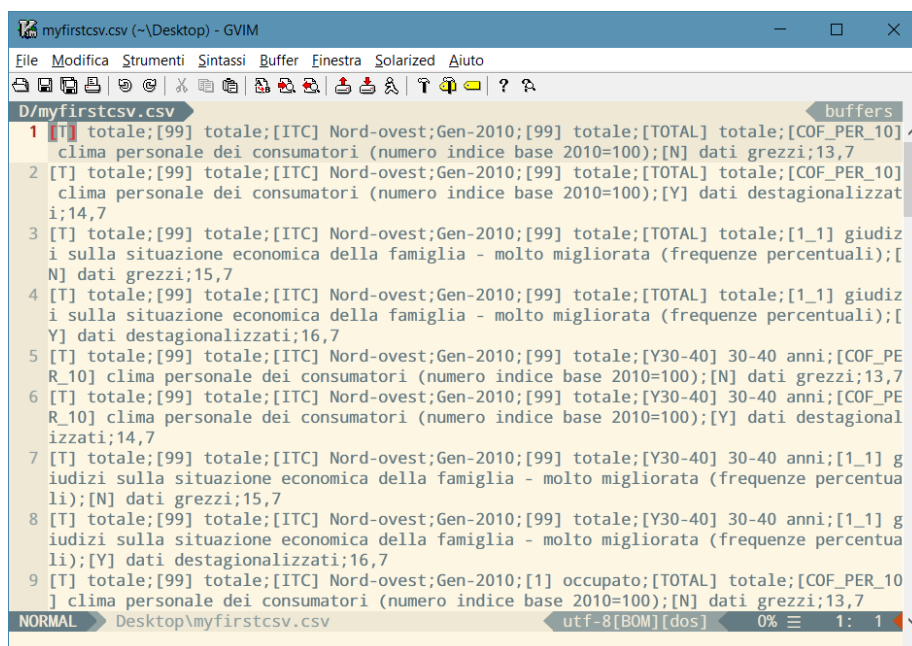 myfirstcsv.csv (~\Desktop) - GVIM
File Modifica Strumenti Sintassi Buffer Finestra Solarized Aiuto
D/myfirstcsv.csv buffers
1 [T] totale;[99] totale;[ITC] Nord-ovest;Gen-2010;[99] totale;[TOTAL] totale;[COF_PER_10]
clima personale dei consumatori (numero indice base 2010=100);[N] dati grezzi;13,7
2 [T] totale;[99] totale;[ITC] Nord-ovest;Gen-2010;[99] totale;[TOTAL] totale;[COF_PER_10]
clima personale dei consumatori (numero indice base 2010=100);[Y] dati destagionalizzat
i;14,7
3 [T] totale;[99] totale;[ITC] Nord-ovest;Gen-2010;[99] totale;[TOTAL] totale;[1_1] giudiz
i sulla situazione economica della famiglia - molto migliorata (frequenze percentuali);[
N] dati grezzi;15,7
4 [T] totale;[99] totale;[ITC] Nord-ovest;Gen-2010;[99] totale;[TOTAL] totale;[1_1] giudiz
i sulla situazione economica della famiglia - molto migliorata (frequenze percentuali);[
Y] dati destagionalizzati;16,7
5 [T] totale;[99] totale;[ITC] Nord-ovest;Gen-2010;[99] totale;[Y30-40] 30-40 anni;[COF_PE
R_10] clima personale dei consumatori (numero indice base 2010=100);[N] dati grezzi;13,7
6 [T] totale;[99] totale;[ITC] Nord-ovest;Gen-2010;[99] totale;[Y30-40] 30-40 anni;[COF_PE
R_10] clima personale dei consumatori (numero indice base 2010=100);[Y] dati destagional
izzati;14,7
7 [T] totale;[99] totale;[ITC] Nord-ovest;Gen-2010;[99] totale;[Y30-40] 30-40 anni;[1_1] g
iudizi sulla situazione economica della famiglia - molto migliorata (frequenze percentua
li);[N] dati grezzi;15,7
8 [T] totale;[99] totale;[ITC] Nord-ovest;Gen-2010;[99] totale;[Y30-40] 30-40 anni;[1_1] g
iudizi sulla situazione economica della famiglia - molto migliorata (frequenze percentua
li);[Y] dati destagionalizzati;16,7
9 [T] totale;[99] totale;[ITC] Nord-ovest;Gen-2010;[1] occupato;[TOTAL] totale;[COF_PER_10
] clima personale dei consumatori (numero indice base 2010=100);[N] dati grezzi;13,7
NORMAL Desktop\myfirstcsv.csv utf-8[BOM][dos] 0% ☰ 1: 1